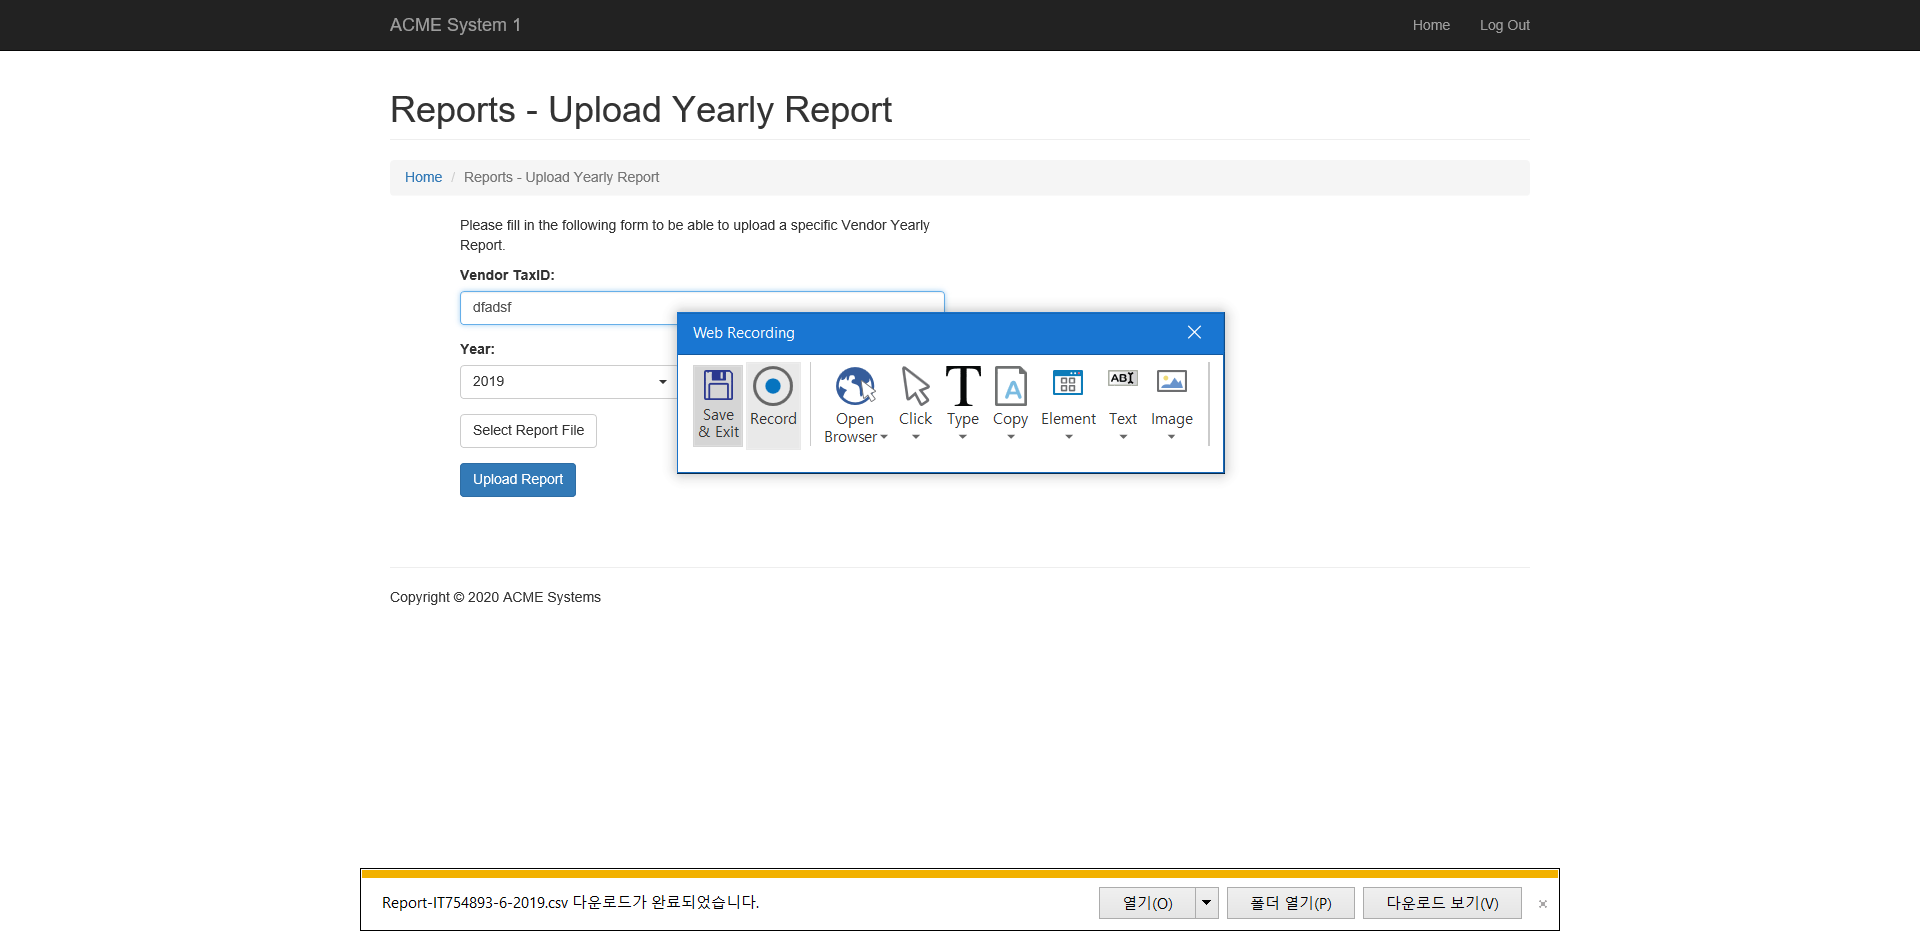 ACME System 1
Home
Log Out
Reports - Upload Yearly Report
Home / Reports - Upload Yearly Report
Please fill in the following form to be able to upload a specific Vendor Yearly
Report.
Vendor TaxID:
dfadsf
Year:
2019
Select Report File
Upload Report
Web Recording
Save
& Exit
Record
Open
Browser
Click
Type
Copy
Element
Text
Image
Copyright © 2020 ACME Systems
Report-IT754893-6-2019.csv 다운로드가 완료되었습니다.
열기(O)
폴더 열기(P)
다운로드 보기(V)